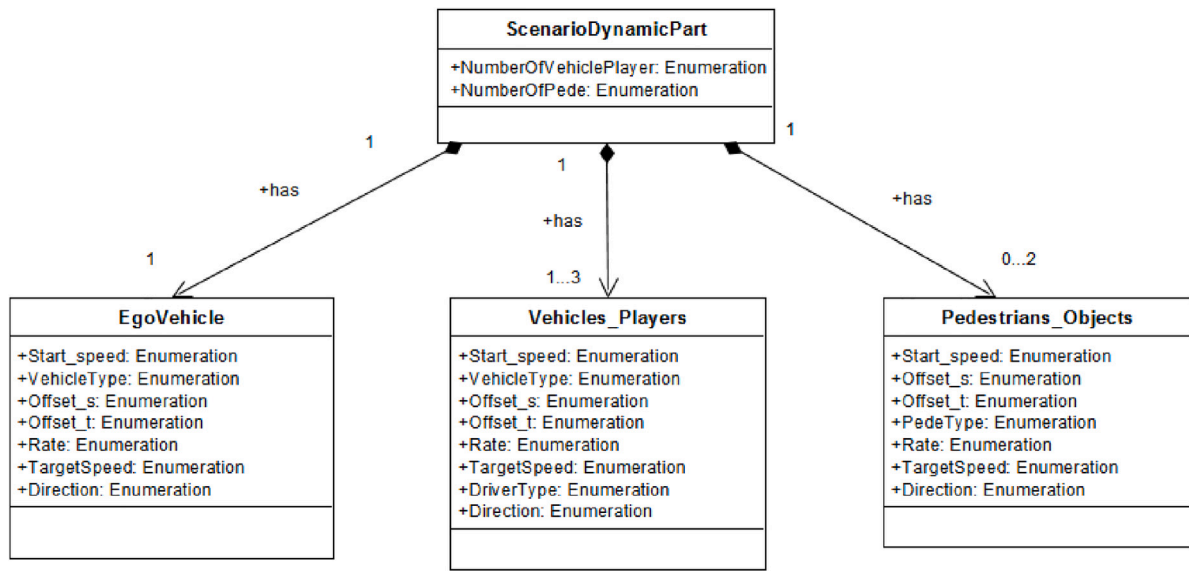 ScenarioDynamicPart
+NumberOfVehiclePlayer: Enumeration
+NumberOfPede: Enumeration
1
1
1
+has
+has
+has
1
1...3
0...2
EgoVehicle
+Start_speed: Enumeration
+VehicleType: Enumeration
+Offset_s: Enumeration
+Offset_t: Enumeration
+Rate: Enumeration
+TargetSpeed: Enumeration
+Direction: Enumeration
Vehicles_Players
+Start_speed: Enumeration
+VehicleType: Enumeration
+Offset_s: Enumeration
+Offset_t: Enumeration
+Rate: Enumeration
+TargetSpeed: Enumeration
+DriverType: Enumeration
+Direction: Enumeration
Pedestrians_Objects
+Start_speed: Enumeration
+Offset_s: Enumeration
+Offset_t: Enumeration
+PedeType: Enumeration
+Rate: Enumeration
+TargetSpeed: Enumeration
+Direction: Enumeration